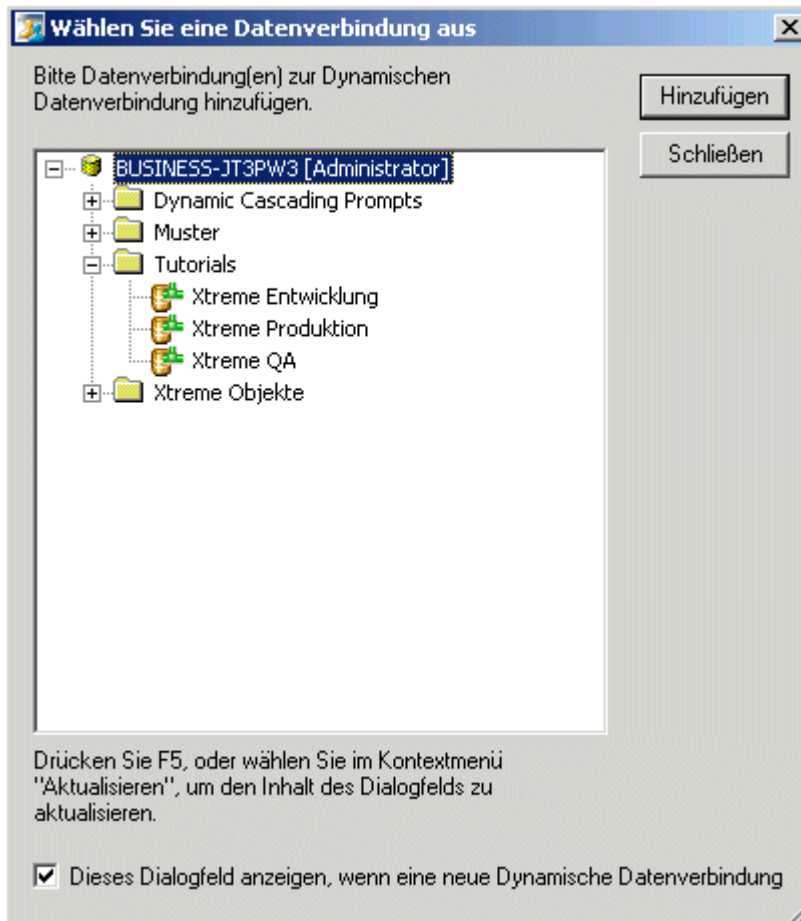 Wählen Sie eine Datenverbindung aus
Bitte Datenverbindung(en) zur Dynamischen
Datenverbindung hinzufügen.
Hinzufügen
Schließen
BUSINESS-JT3PW3 [Administrator]
Dynamic Cascading Prompts
Muster
Tutorials
Xtreme Entwicklung
Xtreme Produktion
Xtreme QA
Xtreme Objekte
Drücken Sie F5, oder wählen Sie im Kontextmenü
"Aktualisieren", um den Inhalt des Dialogfelds zu
aktualisieren.
Dieses Dialogfeld anzeigen, wenn eine neue Dynamische Datenverbindung